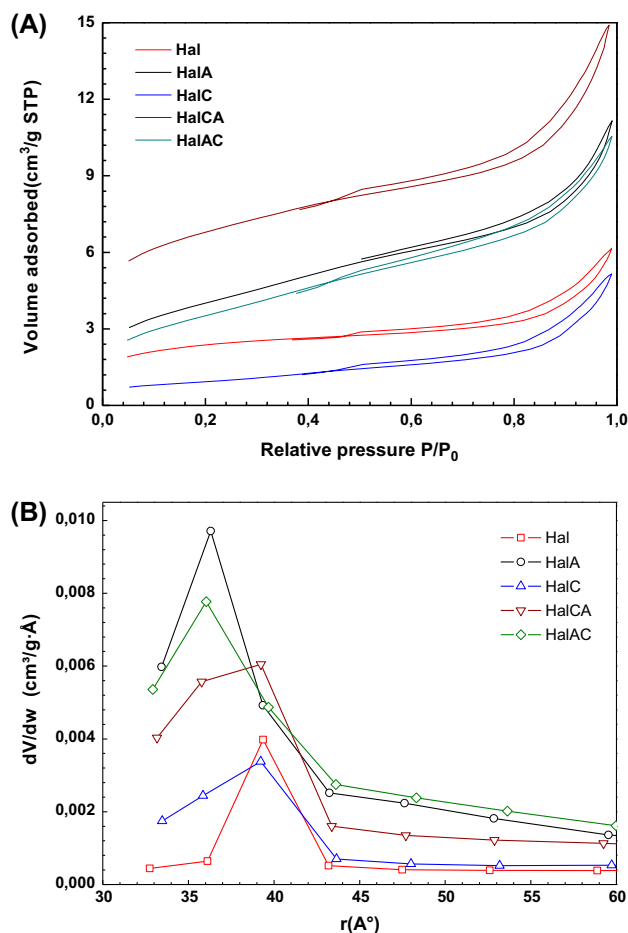 (A)
15
12
9
6
3
0
Hal
HalA
HalC
HalCA
HalAC
Volume adsorbed(cm³/g STP)
0,0 0,2 0,4 0,6 0,8 1,0
Relative pressure P/P₀
(B)
0,010
0,008
0,006
0,004
0,002
0,000
Hal
HalA
HalC
HalCA
HalAC
dV/dw (cm³/g·Å)
30 35 40 45 50 55 60
r(A°)